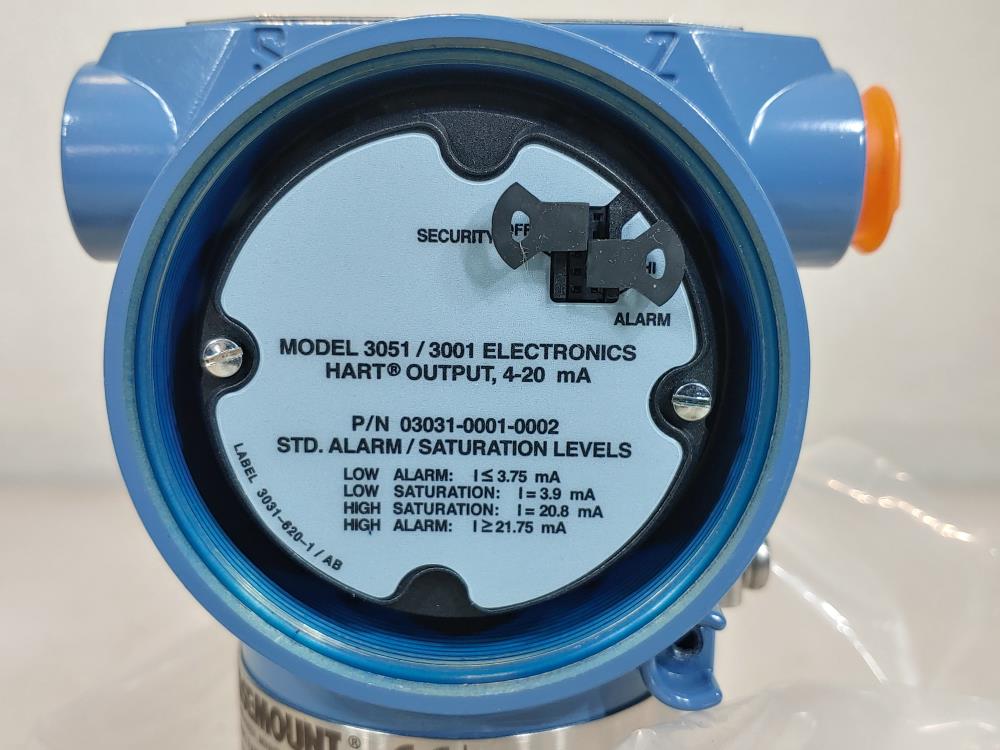 S Z
SECURITY OFF
HI
ALARM
MODEL 3051 / 3001 ELECTRONICS
HART® OUTPUT, 4-20 mA
P/N 03031-0001-0002
STD. ALARM / SATURATION LEVELS
LOW ALARM: I ≤ 3.75 mA
LOW SATURATION: I = 3.9 mA
HIGH SATURATION: I = 20.8 mA
HIGH ALARM: I ≥ 21.75 mA
LABEL 3031-620-1 / AB
EMOUNT®